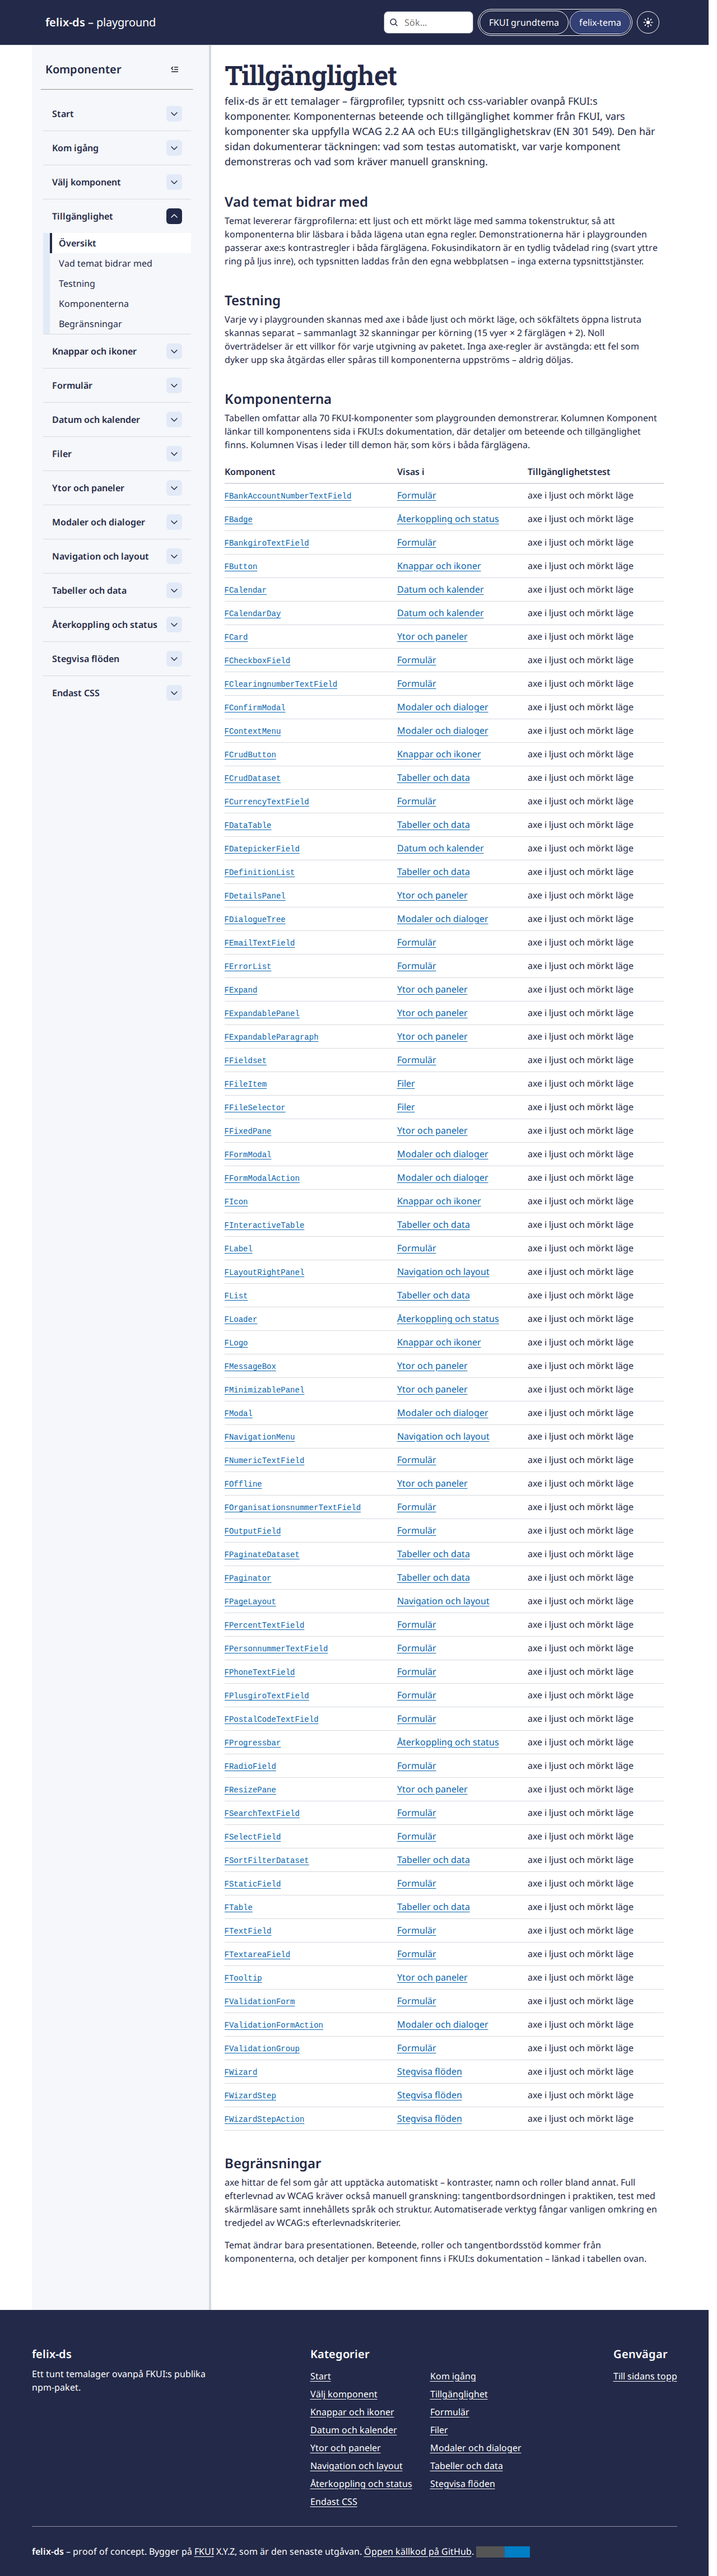 felix-ds – playground
Sök...
FKUI grundtema
felix-tema
Komponenter
Start
Kom igång
Välj komponent
Tillgänglighet
Översikt
Vad temat bidrar med
Testning
Komponenterna
Begränsningar
Knappar och ikoner
Formulär
Datum och kalender
Filer
Ytor och paneler
Modaler och dialoger
Navigation och layout
Tabeller och data
Återkoppling och status
Stegvisa flöden
Endast CSS
Tillgänglighet
felix-ds är ett temalager – färgprofiler, typsnitt och css-variabler ovanpå FKUI:s
komponenter. Komponenternas beteende och tillgänglighet kommer från FKUI, vars
komponenter ska uppfylla WCAG 2.2 AA och EU:s tillgänglighetskrav (EN 301 549). Den här
sidan dokumenterar täckningen: vad som testas automatiskt, var varje komponent
demonstreras och vad som kräver manuell granskning.
Vad temat bidrar med
Temat levererar färgprofilerna: ett ljust och ett mörkt läge med samma tokenstruktur, så att
komponenterna blir läsbara i båda lägena utan egna regler. Demonstrationerna här i playgrounden
passerar axe:s kontrastregler i båda färglägena. Fokusindikatorn är en tydlig tvådelad ring (svart yttre
ring på ljus inre), och typsnitten laddas från den egna webbplatsen – inga externa typsnittstjänster.
Testning
Varje vy i playgrounden skannas med axe i både ljust och mörkt läge, och sökfältets öppna listruta
skannas separat – sammanlagt 32 skanningar per körning (15 vyer × 2 färglägen + 2). Noll
överträdelser är ett villkor för varje utgivning av paketet. Inga axe-regler är avstängda: ett fel som
dyker upp ska åtgärdas eller spåras till komponenterna uppströms – aldrig döljas.
Komponenterna
Tabellen omfattar alla 70 FKUI-komponenter som playgrounden demonstrerar. Kolumnen Komponent
länkar till komponentens sida i FKUI:s dokumentation, där detaljer om beteende och tillgänglighet
finns. Kolumnen Visas i leder till demon här, som körs i båda färglägena.
Komponent Visas i Tillgänglighetstest
FBankAccountNumberTextField Formulär axe i ljust och mörkt läge
FBadge Återkoppling och status axe i ljust och mörkt läge
FBankgiroTextField Formulär axe i ljust och mörkt läge
FButton Knappar och ikoner axe i ljust och mörkt läge
FCalendar Datum och kalender axe i ljust och mörkt läge
FCalendarDay Datum och kalender axe i ljust och mörkt läge
FCard Ytor och paneler axe i ljust och mörkt läge
FCheckboxField Formulär axe i ljust och mörkt läge
FClearingnumberTextField Formulär axe i ljust och mörkt läge
FConfirmModal Modaler och dialoger axe i ljust och mörkt läge
FContextMenu Modaler och dialoger axe i ljust och mörkt läge
FCrudButton Knappar och ikoner axe i ljust och mörkt läge
FCrudDataset Tabeller och data axe i ljust och mörkt läge
FCurrencyTextField Formulär axe i ljust och mörkt läge
FDataTable Tabeller och data axe i ljust och mörkt läge
FDatepickerField Datum och kalender axe i ljust och mörkt läge
FDefinitionList Tabeller och data axe i ljust och mörkt läge
FDetailsPanel Ytor och paneler axe i ljust och mörkt läge
FDialogueTree Modaler och dialoger axe i ljust och mörkt läge
FEmailTextField Formulär axe i ljust och mörkt läge
FErrorList Formulär axe i ljust och mörkt läge
FExpand Ytor och paneler axe i ljust och mörkt läge
FExpandablePanel Ytor och paneler axe i ljust och mörkt läge
FExpandableParagraph Ytor och paneler axe i ljust och mörkt läge
FFieldset Formulär axe i ljust och mörkt läge
FFileItem Filer axe i ljust och mörkt läge
FFileSelector Filer axe i ljust och mörkt läge
FFixedPane Ytor och paneler axe i ljust och mörkt läge
FFormModal Modaler och dialoger axe i ljust och mörkt läge
FFormModalAction Modaler och dialoger axe i ljust och mörkt läge
FIcon Knappar och ikoner axe i ljust och mörkt läge
FInteractiveTable Tabeller och data axe i ljust och mörkt läge
FLabel Formulär axe i ljust och mörkt läge
FLayoutRightPanel Navigation och layout axe i ljust och mörkt läge
FList Tabeller och data axe i ljust och mörkt läge
FLoader Återkoppling och status axe i ljust och mörkt läge
FLogo Knappar och ikoner axe i ljust och mörkt läge
FMessageBox Ytor och paneler axe i ljust och mörkt läge
FMinimizablePanel Ytor och paneler axe i ljust och mörkt läge
FModal Modaler och dialoger axe i ljust och mörkt läge
FNavigationMenu Navigation och layout axe i ljust och mörkt läge
FNumericTextField Formulär axe i ljust och mörkt läge
FOffline Ytor och paneler axe i ljust och mörkt läge
FOrganisationsnummerTextField Formulär axe i ljust och mörkt läge
FOutputField Formulär axe i ljust och mörkt läge
FPaginateDataset Tabeller och data axe i ljust och mörkt läge
FPaginator Tabeller och data axe i ljust och mörkt läge
FPageLayout Navigation och layout axe i ljust och mörkt läge
FPercentTextField Formulär axe i ljust och mörkt läge
FPersonnummerTextField Formulär axe i ljust och mörkt läge
FPhoneTextField Formulär axe i ljust och mörkt läge
FPlusgiroTextField Formulär axe i ljust och mörkt läge
FPostalCodeTextField Formulär axe i ljust och mörkt läge
FProgressbar Återkoppling och status axe i ljust och mörkt läge
FRadioField Formulär axe i ljust och mörkt läge
FResizePane Ytor och paneler axe i ljust och mörkt läge
FSearchTextField Formulär axe i ljust och mörkt läge
FSelectField Formulär axe i ljust och mörkt läge
FSortFilterDataset Tabeller och data axe i ljust och mörkt läge
FStaticField Formulär axe i ljust och mörkt läge
FTable Tabeller och data axe i ljust och mörkt läge
FTextField Formulär axe i ljust och mörkt läge
FTextareaField Formulär axe i ljust och mörkt läge
FTooltip Ytor och paneler axe i ljust och mörkt läge
FValidationForm Formulär axe i ljust och mörkt läge
FValidationFormAction Modaler och dialoger axe i ljust och mörkt läge
FValidationGroup Formulär axe i ljust och mörkt läge
FWizard Stegvisa flöden axe i ljust och mörkt läge
FWizardStep Stegvisa flöden axe i ljust och mörkt läge
FWizardStepAction Stegvisa flöden axe i ljust och mörkt läge
Begränsningar
axe hittar de fel som går att upptäcka automatiskt – kontraster, namn och roller bland annat. Full
efterlevnad av WCAG kräver också manuell granskning: tangentbordsordningen i praktiken, test med
skärmläsare samt innehållets språk och struktur. Automatiserade verktyg fångar vanligen omkring en
tredjedel av WCAG:s efterlevnadskriterier.
Temat ändrar bara presentationen. Beteende, roller och tangentbordsstöd kommer från
komponenterna, och detaljer per komponent finns i FKUI:s dokumentation – länkad i tabellen ovan.
felix-ds
Ett tunt temalager ovanpå FKUI:s publika
npm-paket.
Kategorier
Start Kom igång
Välj komponent Tillgänglighet
Knappar och ikoner Formulär
Datum och kalender Filer
Ytor och paneler Modaler och dialoger
Navigation och layout Tabeller och data
Återkoppling och status Stegvisa flöden
Endast CSS
Genvägar
Till sidans topp
felix-ds – proof of concept. Bygger på FKUI X.Y.Z, som är den senaste utgåvan. Öppen källkod på GitHub.